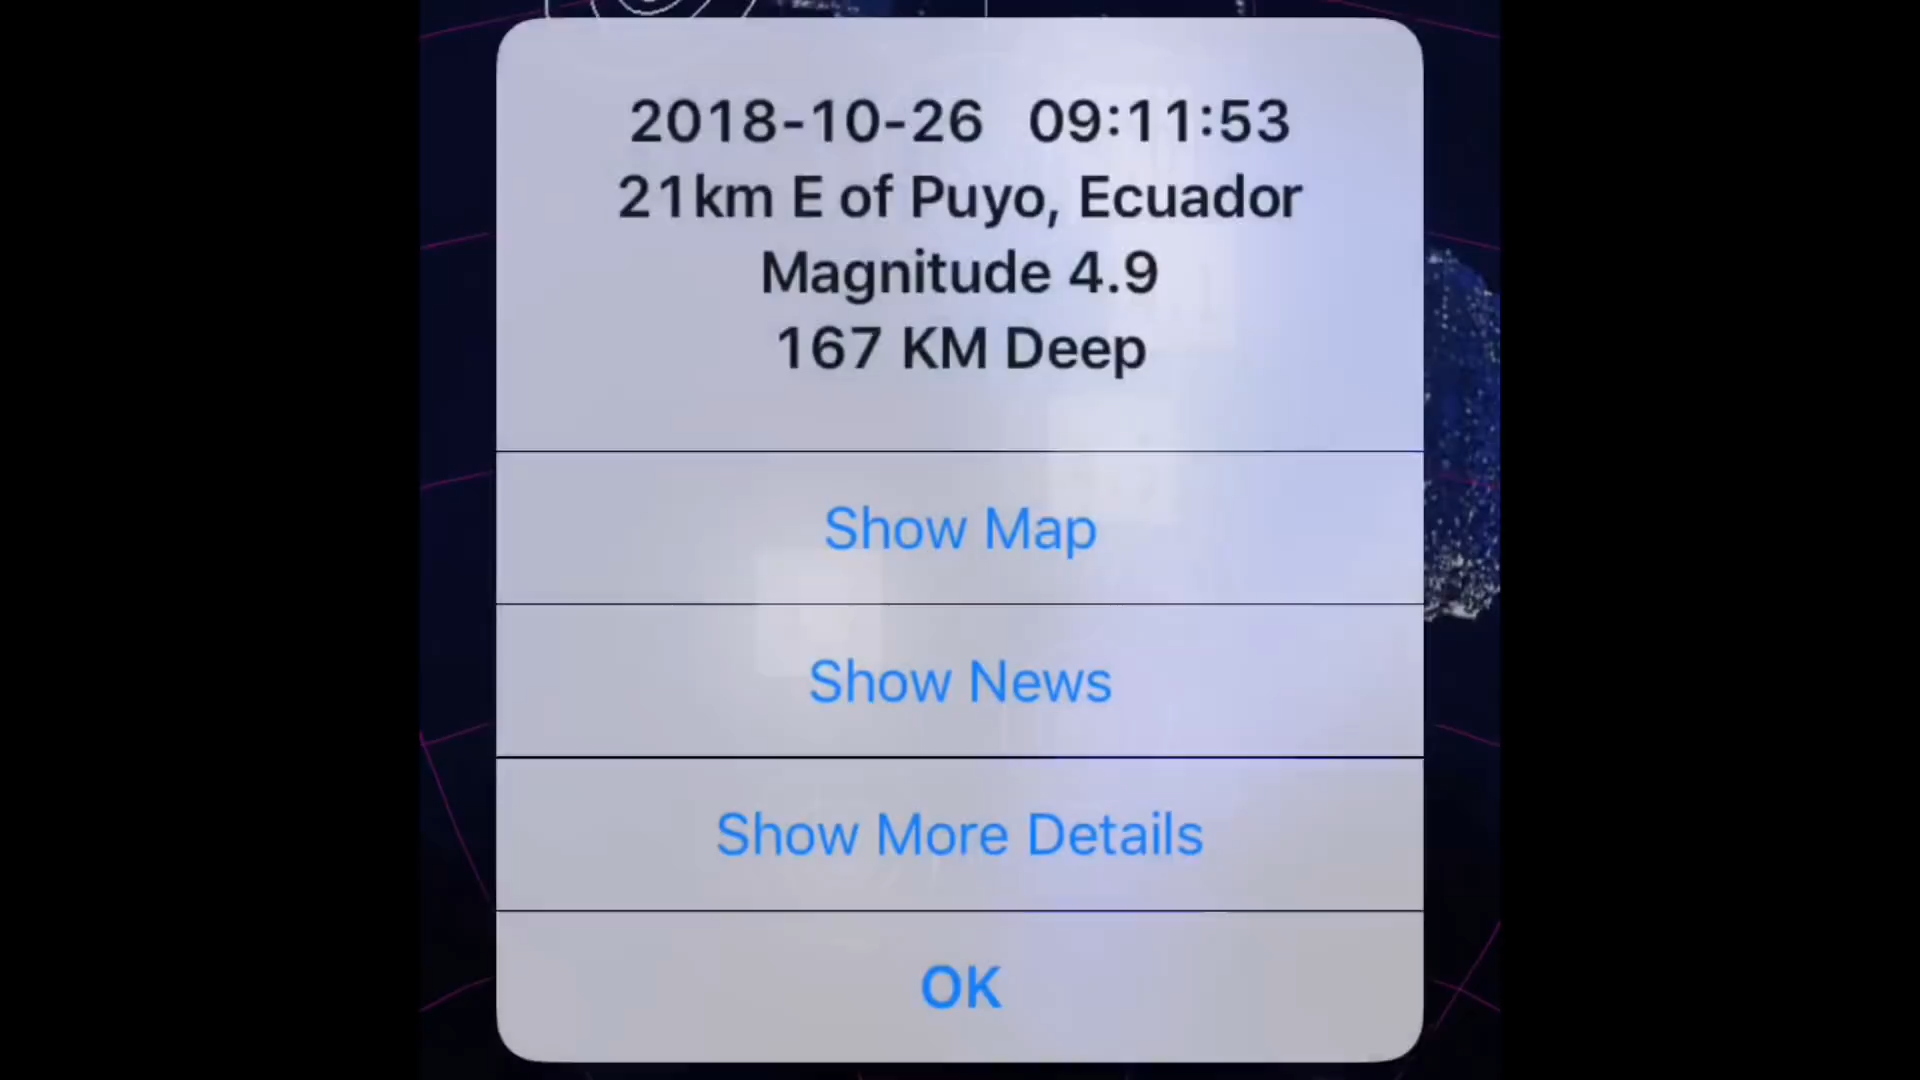 2018-10-26 09:11:53
21km E of Puyo, Ecuador
Magnitude 4.9
167 KM Deep
Show Map
Show News
Show More Details
OK